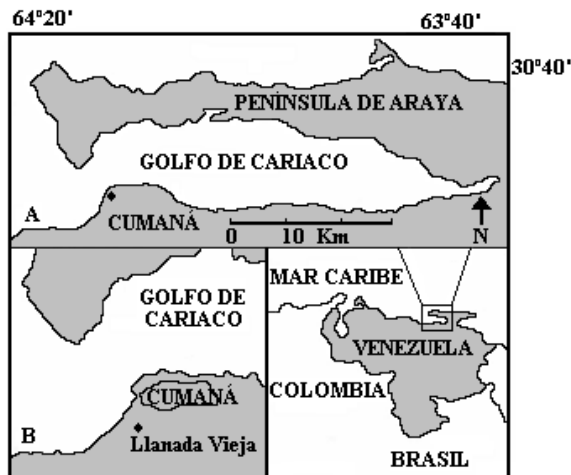 64°20'
63°40'
30°40'
PENÍNSULA DE ARAYA
GOLFO DE CARIACO
A
CUMANÁ
0 10 Km
N
GOLFO DE
CARIACO
CUMANÁ
B
Llanada Vieja
MAR CARIBE
VENEZUELA
COLOMBIA
BRASIL